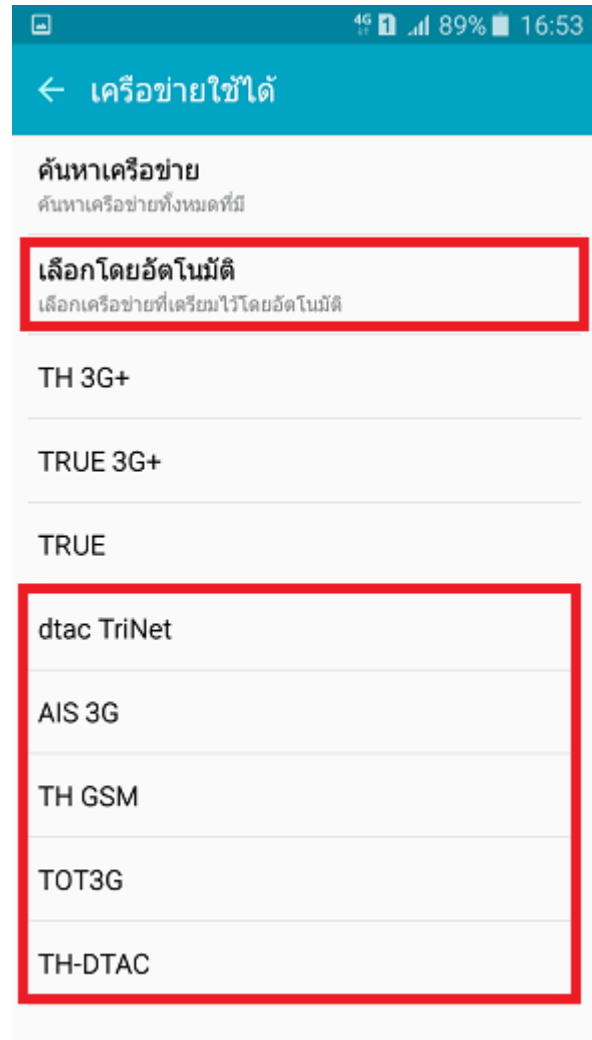 4G 1 89% 16:53
เครือข่ายใช้ได้
ค้นหาเครือข่าย
ค้นหาเครือข่ายทั้งหมดที่มี
เลือกโดยอัตโนมัติ
เลือกเครือข่ายที่เตรียมไว้โดยอัตโนมัติ
TH 3G+
TRUE 3G+
TRUE
dtac TriNet
AIS 3G
TH GSM
TOT3G
TH-DTAC